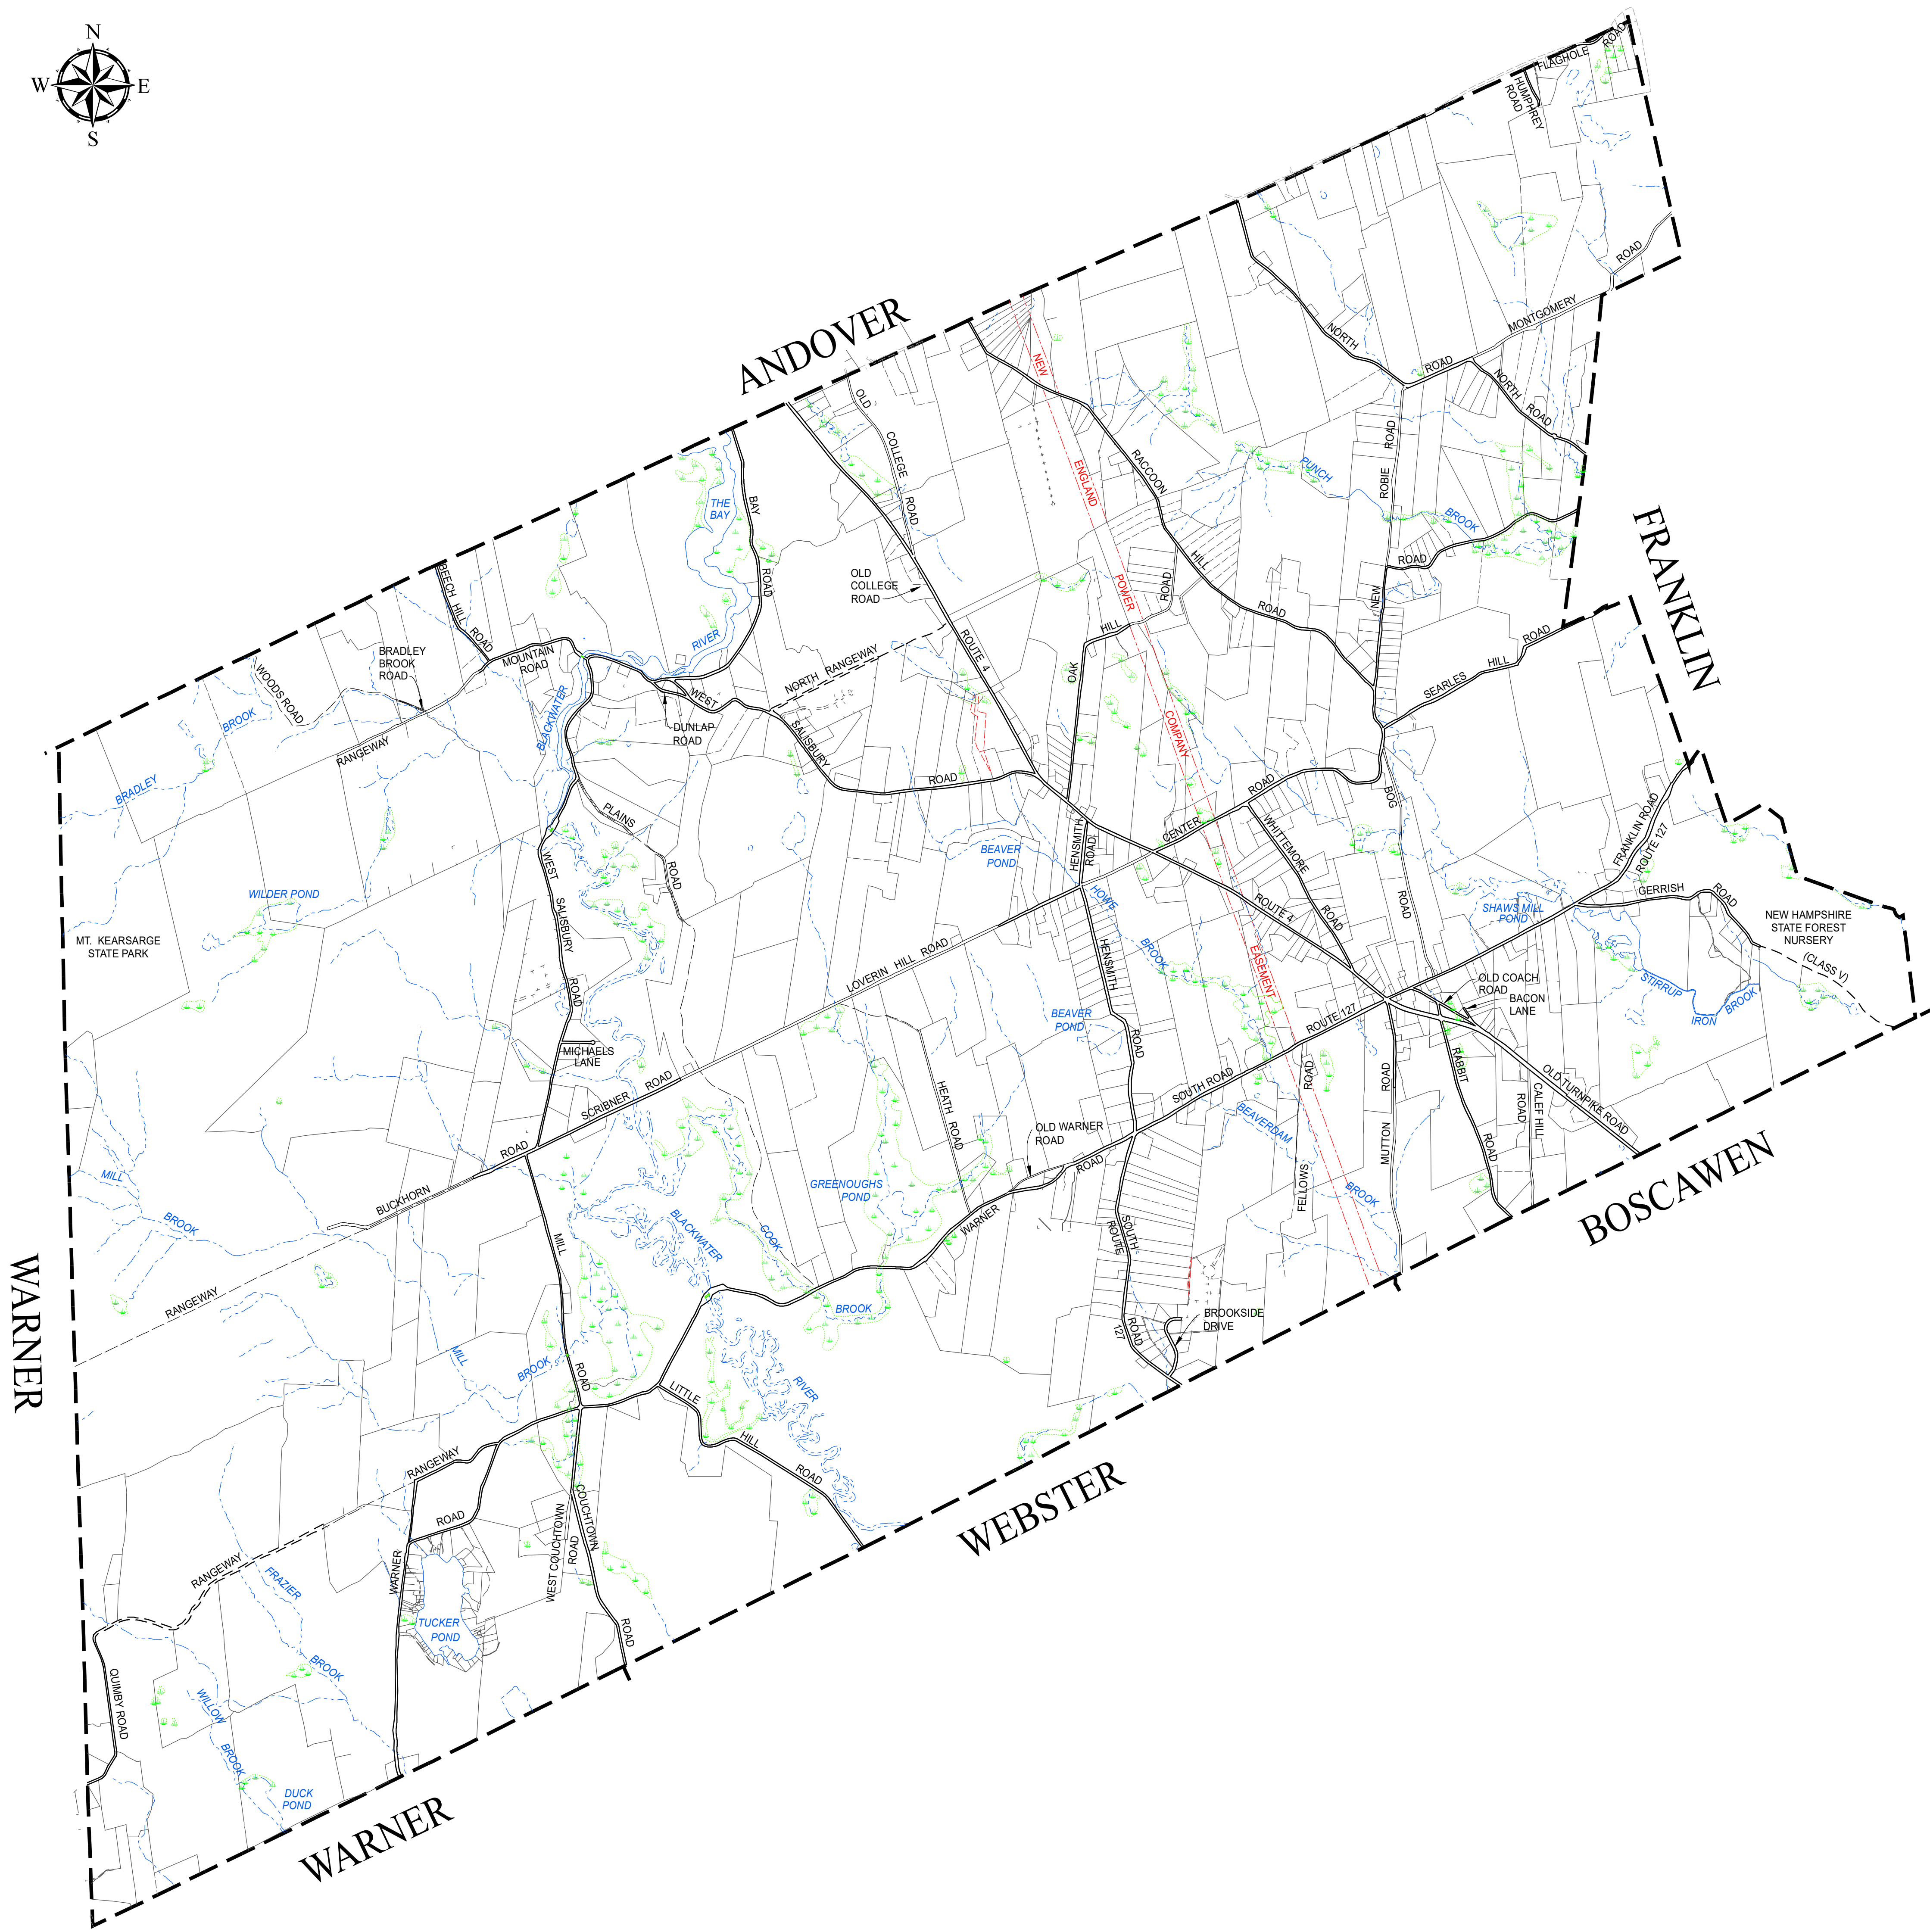 N
W
E
S
FLAGHOLE ROAD
HUMPHREY
ROAD
ROAD
MONTGOMERY
ANDOVER
NORTH
ROAD
NORTH
ROAD
NEW
ENGLAND
POWER
COMPANY
EASEMENT
OLD
COLLEGE
ROAD
RACCOON
HILL
ROAD
PUNCH
BROOK
ROBIE
ROAD
NEW
ROAD
FRANKLIN
THE
BAY
BAY
ROAD
OLD
COLLEGE
ROAD
ROUTE 4
RIVER
BEECH HILL
ROAD
MOUNTAIN
ROAD
BRADLEY
BROOK
ROAD
WOODS ROAD
BROOK
BRADLEY
RANGEWAY
BLACKWATER
WEST
SALISBURY
ROAD
DUNLAP
ROAD
NORTH RANGEWAY
OAK
HILL
ROAD
SEARLES
HILL
ROAD
PLAINS
ROAD
WEST
SALISBURY
ROAD
BEAVER
POND
HENSMITH
ROAD
HOWE
BROOK
CENTER
ROAD
WHITTEMORE
ROAD
BOG
ROAD
ROUTE 4
FRANKLIN ROAD
ROUTE 127
GERRISH
ROAD
SHAWS MILL
POND
NEW HAMPSHIRE
STATE FOREST
NURSERY
(CLASS V)
STIRRUP
IRON
BROOK
WILDER POND
MT. KEARSARGE
STATE PARK
LOVERIN HILL ROAD
HENSMITH
ROAD
BEAVER
POND
OLD COACH
ROAD
BACON
LANE
ROUTE 127
SOUTH ROAD
MICHAELS
LANE
SCRIBNER
ROAD
HEATH ROAD
OLD WARNER
ROAD
ROAD
WARNER
BEAVERDAM
BROOK
FELLOWS
ROAD
MUTTON
ROAD
RABBIT
ROAD
CALEF HILL
ROAD
OLD TURNPIKE ROAD
BOSCAWEN
MILL
BROOK
BUCKHORN
ROAD
RANGEWAY
GREENOUGHS
POND
COOK
BROOK
BLACKWATER
RIVER
SOUTH
ROUTE
ROAD
127
BROOKSIDE
DRIVE
WARNER
MILL
ROAD
MILL
BROOK
LITTLE
HILL
ROAD
RANGEWAY
ROAD
WARNER
WEST COUCHTOWN
ROAD
COUCHTOWN
ROAD
WEBSTER
RANGEWAY
FRAZIER
BROOK
TUCKER
POND
QUIMBY ROAD
WILLOW
BROOK
DUCK
POND
WARNER